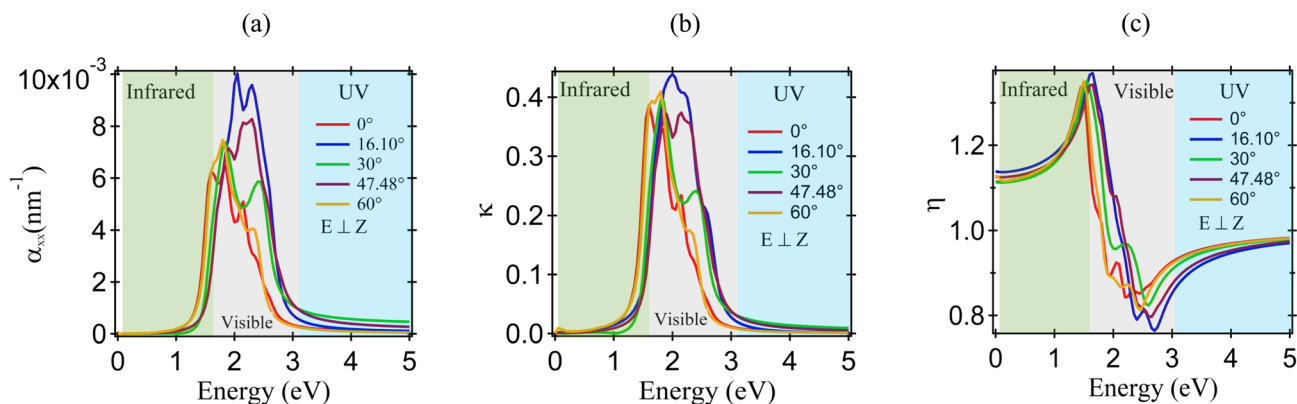 (a)
(b)
(c)
10x10⁻³
8
6
4
2
0
αₓₓ(nm⁻¹)
Infrared
UV
0°
16.10°
30°
47.48°
60°
E ⊥ Z
Visible
0 1 2 3 4 5
Energy (eV)
0.4
0.3
0.2
0.1
0.0
κ
Infrared
UV
0°
16.10°
30°
47.48°
60°
E ⊥ Z
Visible
0 1 2 3 4 5
Energy (eV)
1.2
1.0
0.8
η
Infrared
Visible
UV
0°
16.10°
30°
47.48°
60°
E ⊥ Z
0 1 2 3 4 5
Energy (eV)